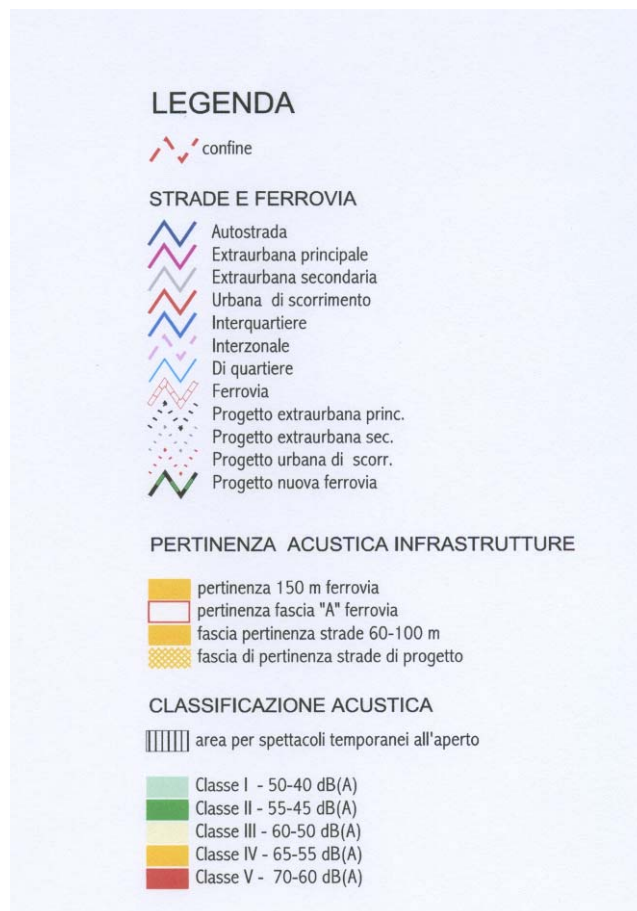 LEGENDA
confine
STRADE E FERROVIA
Autostrada
Extraurbana principale
Extraurbana secondaria
Urbana di scorrimento
Interquartiere
Interzonale
Di quartiere
Ferrovia
Progetto extraurbana princ.
Progetto extraurbana sec.
Progetto urbana di scorr.
Progetto nuova ferrovia
PERTINENZA ACUSTICA INFRASTRUTTURE
pertinenza 150 m ferrovia
pertinenza fascia "A" ferrovia
fascia pertinenza strade 60-100 m
fascia di pertinenza strade di progetto
CLASSIFICAZIONE ACUSTICA
area per spettacoli temporanei all'aperto
Classe I - 50-40 dB(A)
Classe II - 55-45 dB(A)
Classe III - 60-50 dB(A)
Classe IV - 65-55 dB(A)
Classe V - 70-60 dB(A)